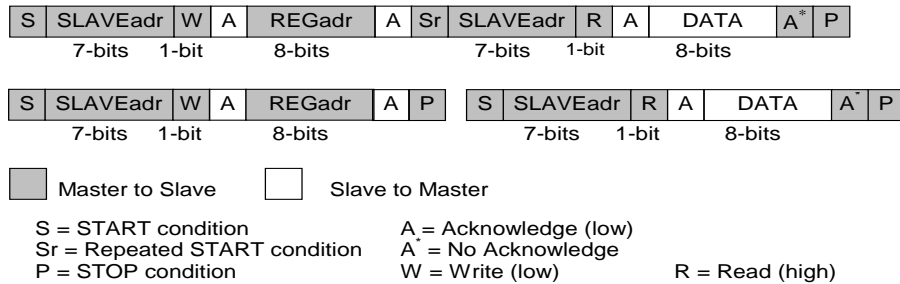 S SLAVEadr W A REGadr A Sr SLAVEadr R A DATA A* P
7-bits 1-bit 8-bits 7-bits 1-bit 8-bits
S SLAVEadr W A REGadr A P S SLAVEadr R A DATA A* P
7-bits 1-bit 8-bits 7-bits 1-bit 8-bits
Master to Slave Slave to Master
S = START condition A = Acknowledge (low)
Sr = Repeated START condition A* = No Acknowledge
P = STOP condition W = Write (low) R = Read (high)